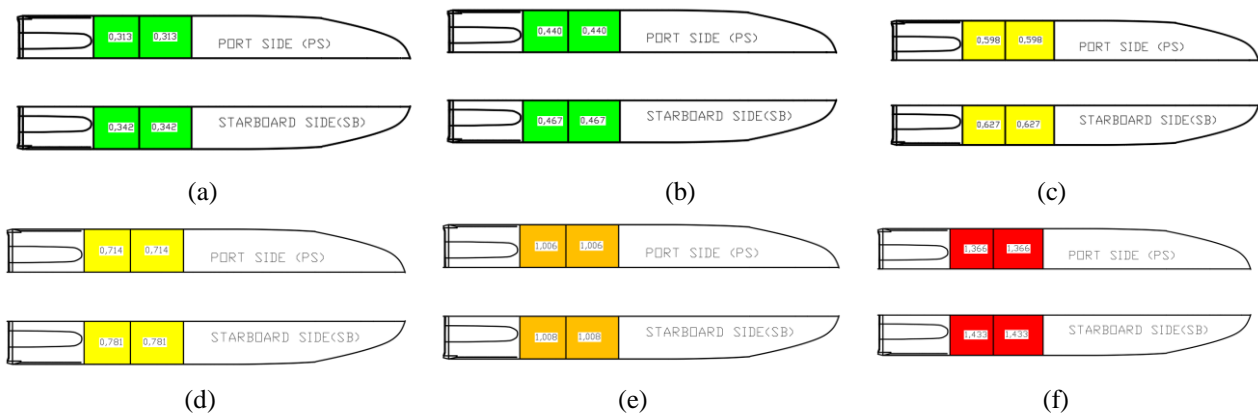 0,313 0,313 PORT SIDE (PS)
0,342 0,342 STARBOARD SIDE(SB)
(a)
0,440 0,440 PORT SIDE (PS)
0,467 0,467 STARBOARD SIDE(SB)
(b)
0,598 0,598 PORT SIDE (PS)
0,627 0,627 STARBOARD SIDE(SB)
(c)
0,714 0,714 PORT SIDE (PS)
0,781 0,781 STARBOARD SIDE(SB)
(d)
1,006 1,006 PORT SIDE (PS)
1,008 1,008 STARBOARD SIDE(SB)
(e)
1,366 1,366 PORT SIDE (PS)
1,433 1,433 STARBOARD SIDE(SB)
(f)